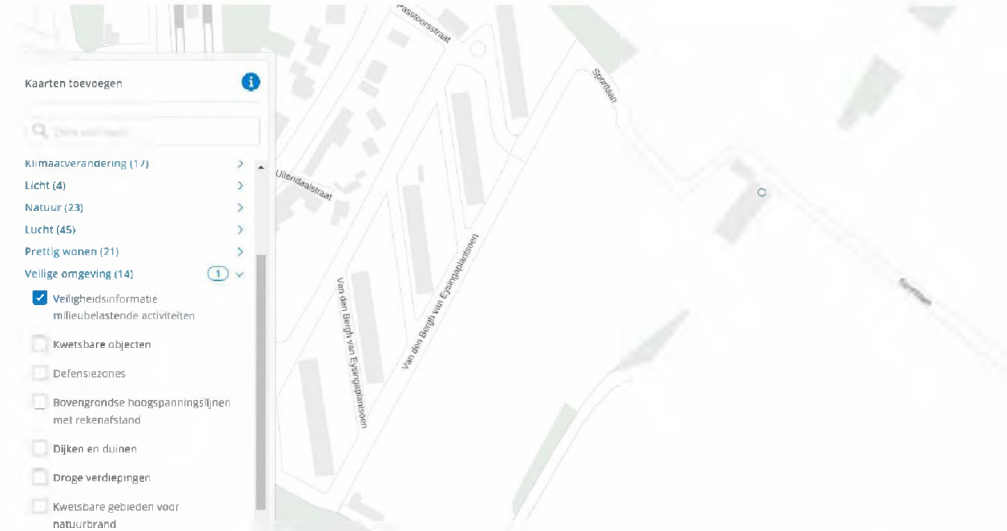 Kaarten toevoegen
Klimaatverandering (17)
Licht (4)
Natuur (23)
Lucht (45)
Prettig wonen (21)
Veilige omgeving (14) 1
Veiligheidsinformatie
milieubelastende activiteiten
Kwetsbare objecten
Defensiezones
Bovengrondse hoogspanningslijnen
met rekenafstand
Dijken en duinen
Droge verdiepingen
Kwetsbare gebieden voor
natuurbrand
Pastoorsstraat
Sportlaan
Uitendaalstraat
Van den Bergh van Eysingaplantsoen
Van den Bergh van Eysingaplantsoen
Sportlaan